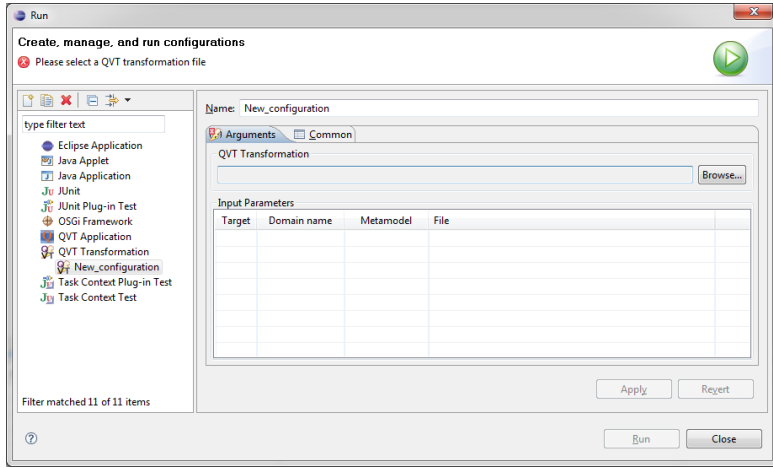 Run
Create, manage, and run configurations
Please select a QVT transformation file
type filter text
Eclipse Application
Java Applet
Java Application
JUnit
JUnit Plug-in Test
OSGi Framework
QVT Application
QVT Transformation
New_configuration
Task Context Plug-in Test
Task Context Test
Filter matched 11 of 11 items
Name: New_configuration
Arguments Common
QVT Transformation
Browse...
Input Parameters
Target Domain name Metamodel File
Apply Revert
Run Close